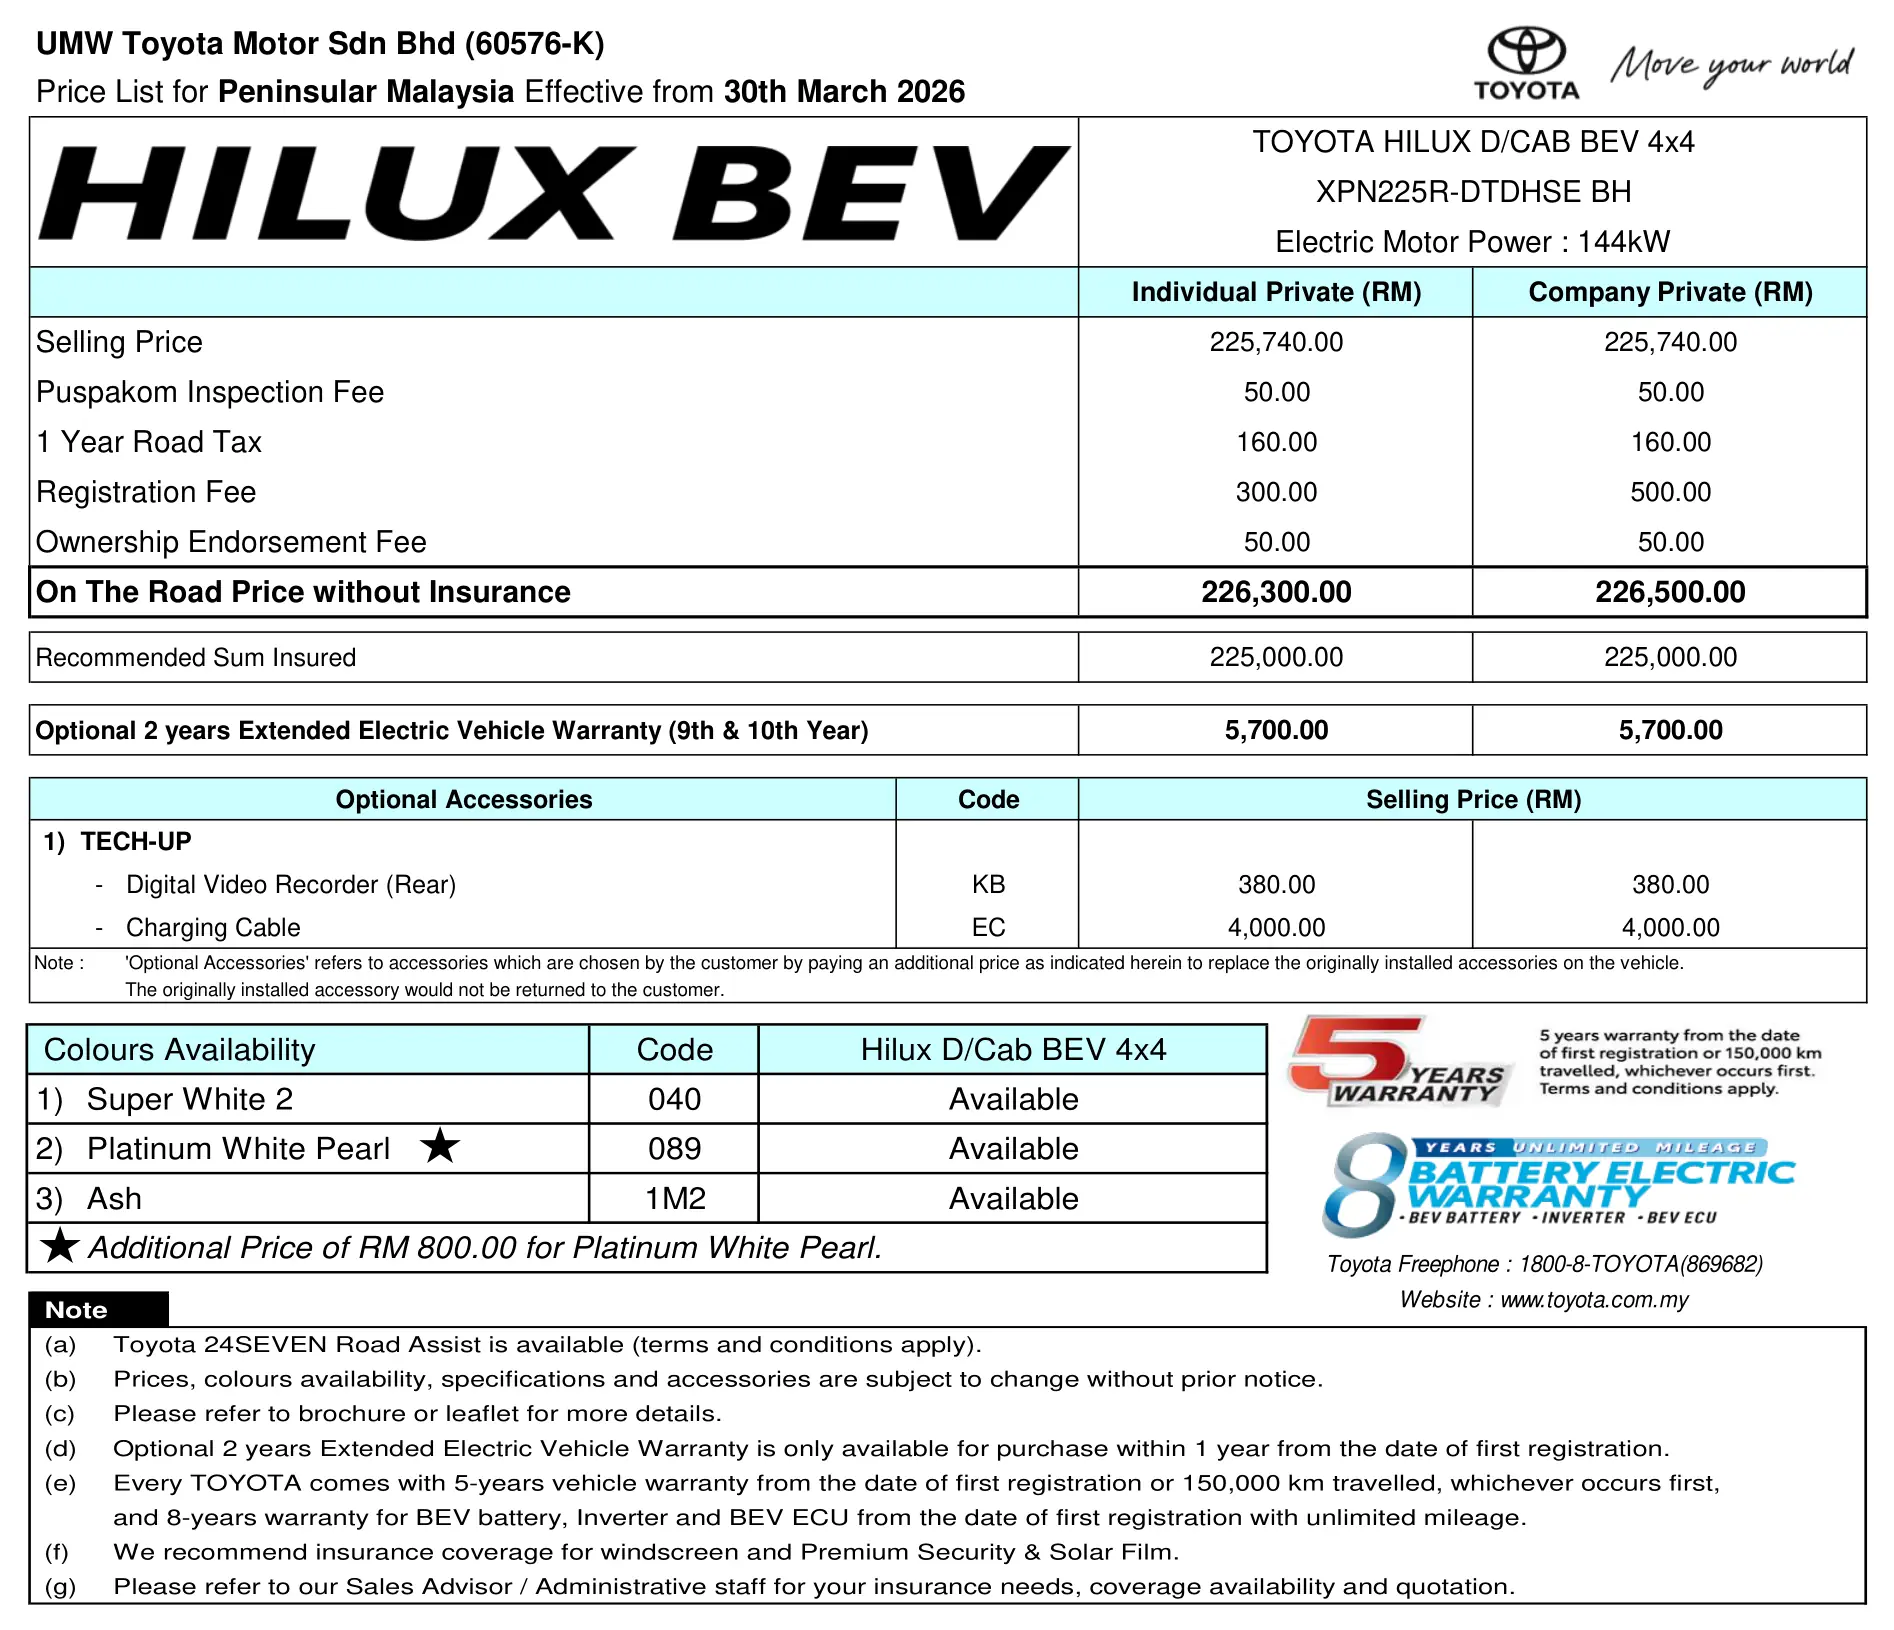 UMW Toyota Motor Sdn Bhd (60576-K)
Price List for Peninsular Malaysia Effective from 30th March 2026
TOYOTA
Move your world
HILUX BEV
TOYOTA HILUX D/CAB BEV 4x4
XPN225R-DTDHSE BH
Electric Motor Power : 144kW
Individual Private (RM) Company Private (RM)
Selling Price 225,740.00 225,740.00
Puspakom Inspection Fee 50.00 50.00
1 Year Road Tax 160.00 160.00
Registration Fee 300.00 500.00
Ownership Endorsement Fee 50.00 50.00
On The Road Price without Insurance 226,300.00 226,500.00
Recommended Sum Insured 225,000.00 225,000.00
Optional 2 years Extended Electric Vehicle Warranty (9th & 10th Year) 5,700.00 5,700.00
Optional Accessories Code Selling Price (RM)
1) TECH-UP
- Digital Video Recorder (Rear) KB 380.00 380.00
- Charging Cable EC 4,000.00 4,000.00
Note : 'Optional Accessories' refers to accessories which are chosen by the customer by paying an additional price as indicated herein to replace the originally installed accessories on the vehicle.
The originally installed accessory would not be returned to the customer.
Colours Availability Code Hilux D/Cab BEV 4x4
1) Super White 2 040 Available
2) Platinum White Pearl ★ 089 Available
3) Ash 1M2 Available
★ Additional Price of RM 800.00 for Platinum White Pearl.
5 YEARS
WARRANTY
5 years warranty from the date
of first registration or 150,000 km
travelled, whichever occurs first.
Terms and conditions apply.
8 YEARS UNLIMITED MILEAGE
BATTERY ELECTRIC
WARRANTY
• BEV BATTERY • INVERTER • BEV ECU
Toyota Freephone : 1800-8-TOYOTA(869682)
Website : www.toyota.com.my
Note
(a) Toyota 24SEVEN Road Assist is available (terms and conditions apply).
(b) Prices, colours availability, specifications and accessories are subject to change without prior notice.
(c) Please refer to brochure or leaflet for more details.
(d) Optional 2 years Extended Electric Vehicle Warranty is only available for purchase within 1 year from the date of first registration.
(e) Every TOYOTA comes with 5-years vehicle warranty from the date of first registration or 150,000 km travelled, whichever occurs first,
and 8-years warranty for BEV battery, Inverter and BEV ECU from the date of first registration with unlimited mileage.
(f) We recommend insurance coverage for windscreen and Premium Security & Solar Film.
(g) Please refer to our Sales Advisor / Administrative staff for your insurance needs, coverage availability and quotation.